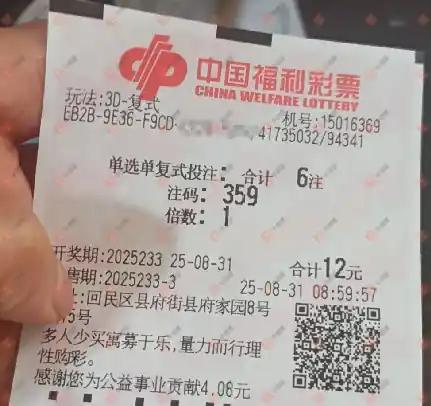 中国福利彩票
CHINA WELFARE LOTTERY
玩法:3D-复式
机号:15016369
EB2B-9E36-F9CD-
41735032/94341
单选单复式投注: 合计 6注
注码: 359
倍数: 1
开奖期:2025233 25-08-31 合计12元
售期:2025233-3 25-08-31 08:59:57
:回民区县府街县府家园8号
5号
多人少买寓募于乐,量力而行理
性购彩。
感谢您为公益事业贡献4.08元